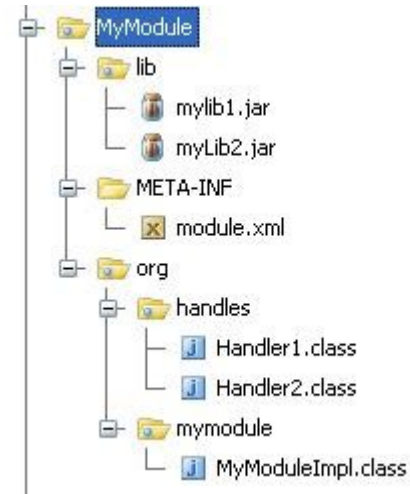 MyModule
lib
mylib1.jar
myLib2.jar
META-INF
module.xml
org
handles
Handler1.class
Handler2.class
mymodule
MyModuleImpl.class